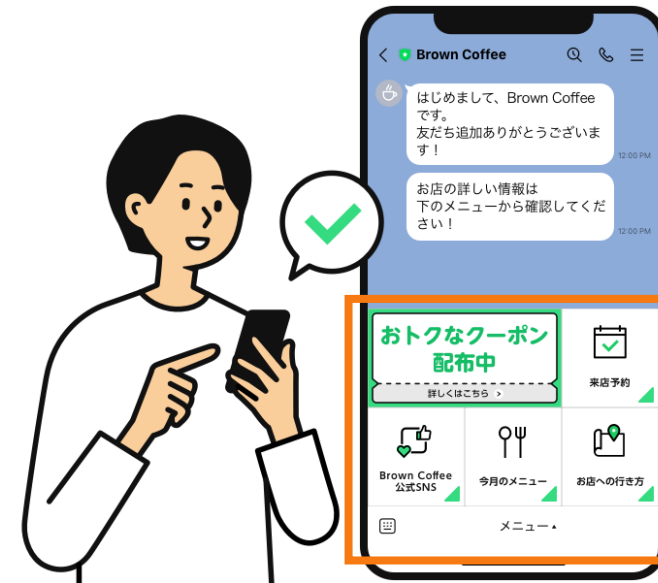 Brown Coffee
はじめまして、Brown Coffee
です。
友だち追加ありがとうございま
す！
12:00 PM
お店の詳しい情報は
下のメニューから確認してくだ
さい！
12:00 PM
おトクなクーポン
配布中
詳しくはこちら
来店予約
Brown Coffee
公式SNS
今月のメニュー
お店への行き方
メニュー▲